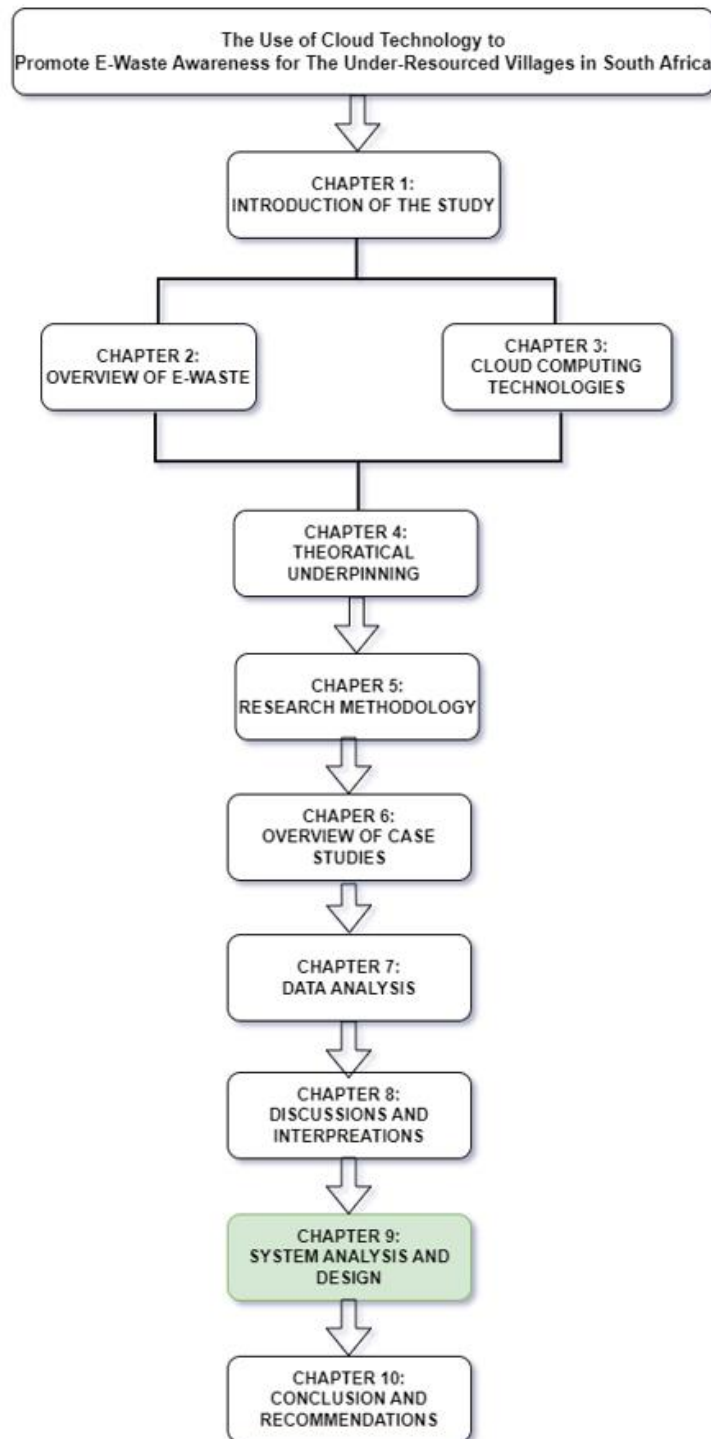 The Use of Cloud Technology to
Promote E-Waste Awareness for The Under-Resourced Villages in South Africa
CHAPTER 1:
INTRODUCTION OF THE STUDY
CHAPTER 2:
OVERVIEW OF E-WASTE
CHAPTER 3:
CLOUD COMPUTING
TECHNOLOGIES
CHAPTER 4:
THEORATICAL
UNDERPINNING
CHAPER 5:
RESEARCH METHODOLOGY
CHAPER 6:
OVERVIEW OF CASE
STUDIES
CHAPTER 7:
DATA ANALYSIS
CHAPTER 8:
DISCUSSIONS AND
INTERPREATIONS
CHAPTER 9:
SYSTEM ANALYSIS AND
DESIGN
CHAPTER 10:
CONCLUSION AND
RECOMMENDATIONS